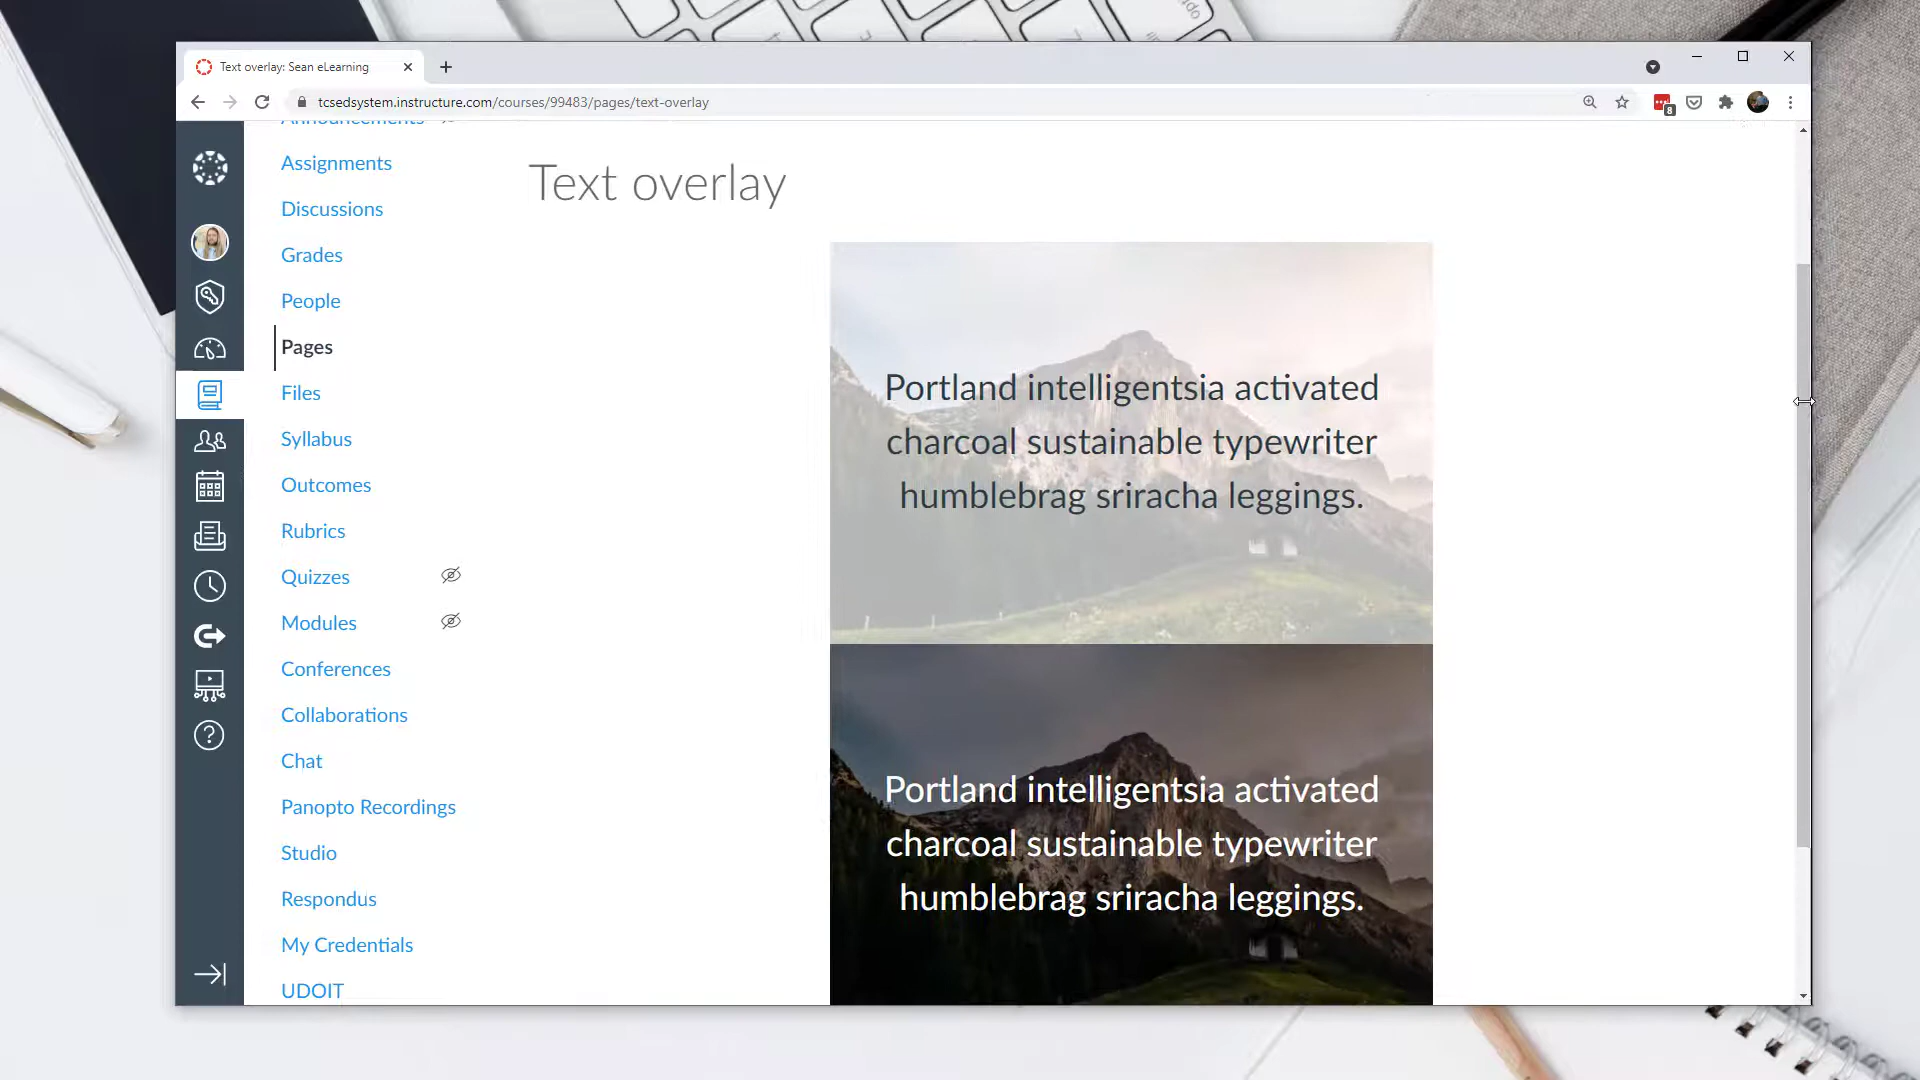 Text overlay: Sean eLearning
tcsedsystem.instructure.com/courses/99483/pages/text-overlay
8
Announcements
Assignments
Discussions
Grades
People
Pages
Files
Syllabus
Outcomes
Rubrics
Quizzes
Modules
Conferences
Collaborations
Chat
Panopto Recordings
Studio
Respondus
My Credentials
UDOIT
Text overlay
Portland intelligentsia activated
charcoal sustainable typewriter
humblebrag sriracha leggings.
Portland intelligentsia activated
charcoal sustainable typewriter
humblebrag sriracha leggings.